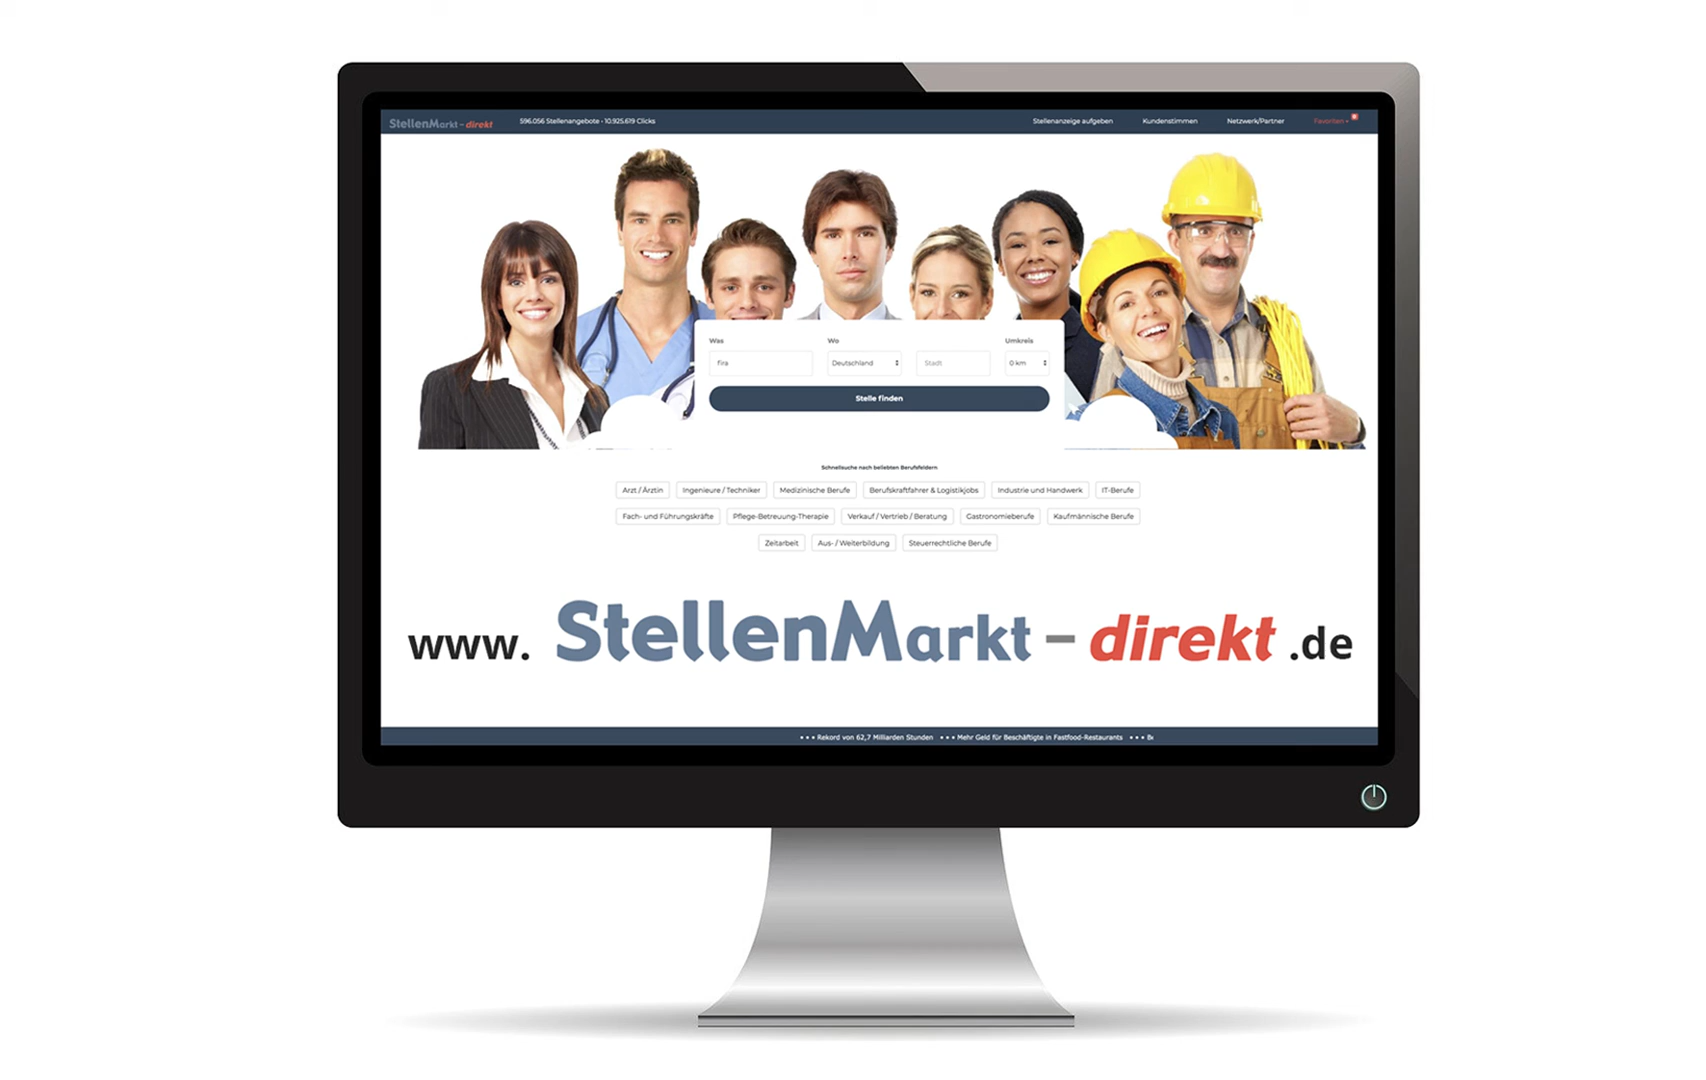 StellenMarkt - direkt 596.056 Stellenangebote - 10.925.619 Clicks Stellenanzeige aufgeben Kundenstimmen Netzwerk/Partner Favoriten
Was Wo Umkreis
fira Deutschland Stadt 0 km
Stelle finden
Schnellsuche nach beliebten Berufsfeldern
Arzt / Ärztin Ingenieure / Techniker Medizinische Berufe Berufskraftfahrer & Logistikjobs Industrie und Handwerk IT-Berufe
Fach- und Führungskräfte Pflege-Betreuung-Therapie Verkauf / Vertrieb / Beratung Gastronomieberufe Kaufmännische Berufe
Zeitarbeit Aus- / Weiterbildung Steuerrechtliche Berufe
www. StellenMarkt - direkt .de
• • • Rekord von 62,7 Milliarden Stunden • • • Mehr Geld für Beschäftigte in Fastfood-Restaurants • • •